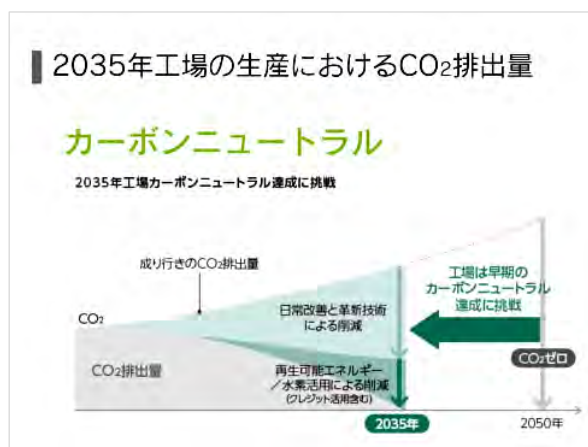 2035年工場の生産におけるCO2排出量
カーボンニュートラル
2035年工場カーボンニュートラル達成に挑戦
成り行きのCO2排出量
工場は早期の
カーボンニュートラル
達成に挑戦
日常改善と革新技術
による削減
CO2
CO2ゼロ
CO2排出量
再生可能エネルギー
／水素活用による削減
(クレジット活用含む)
2035年
2050年